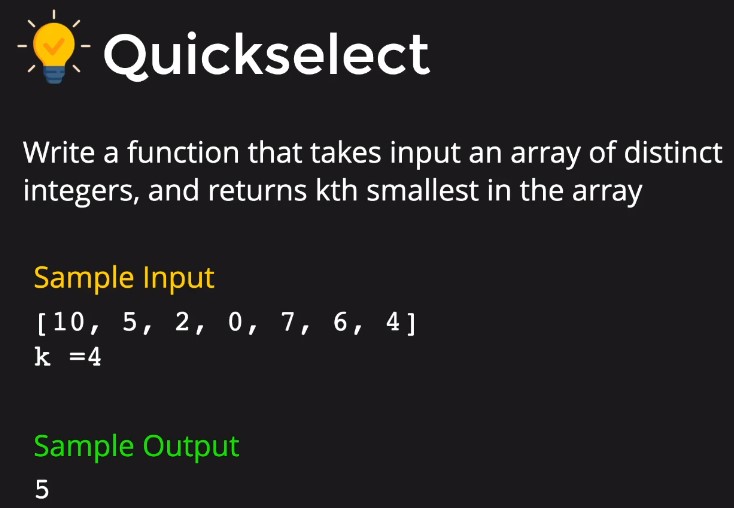 Quickselect
Write a function that takes input an array of distinct
integers, and returns kth smallest in the array
Sample Input
[10, 5, 2, 0, 7, 6, 4]
k =4
Sample Output
5